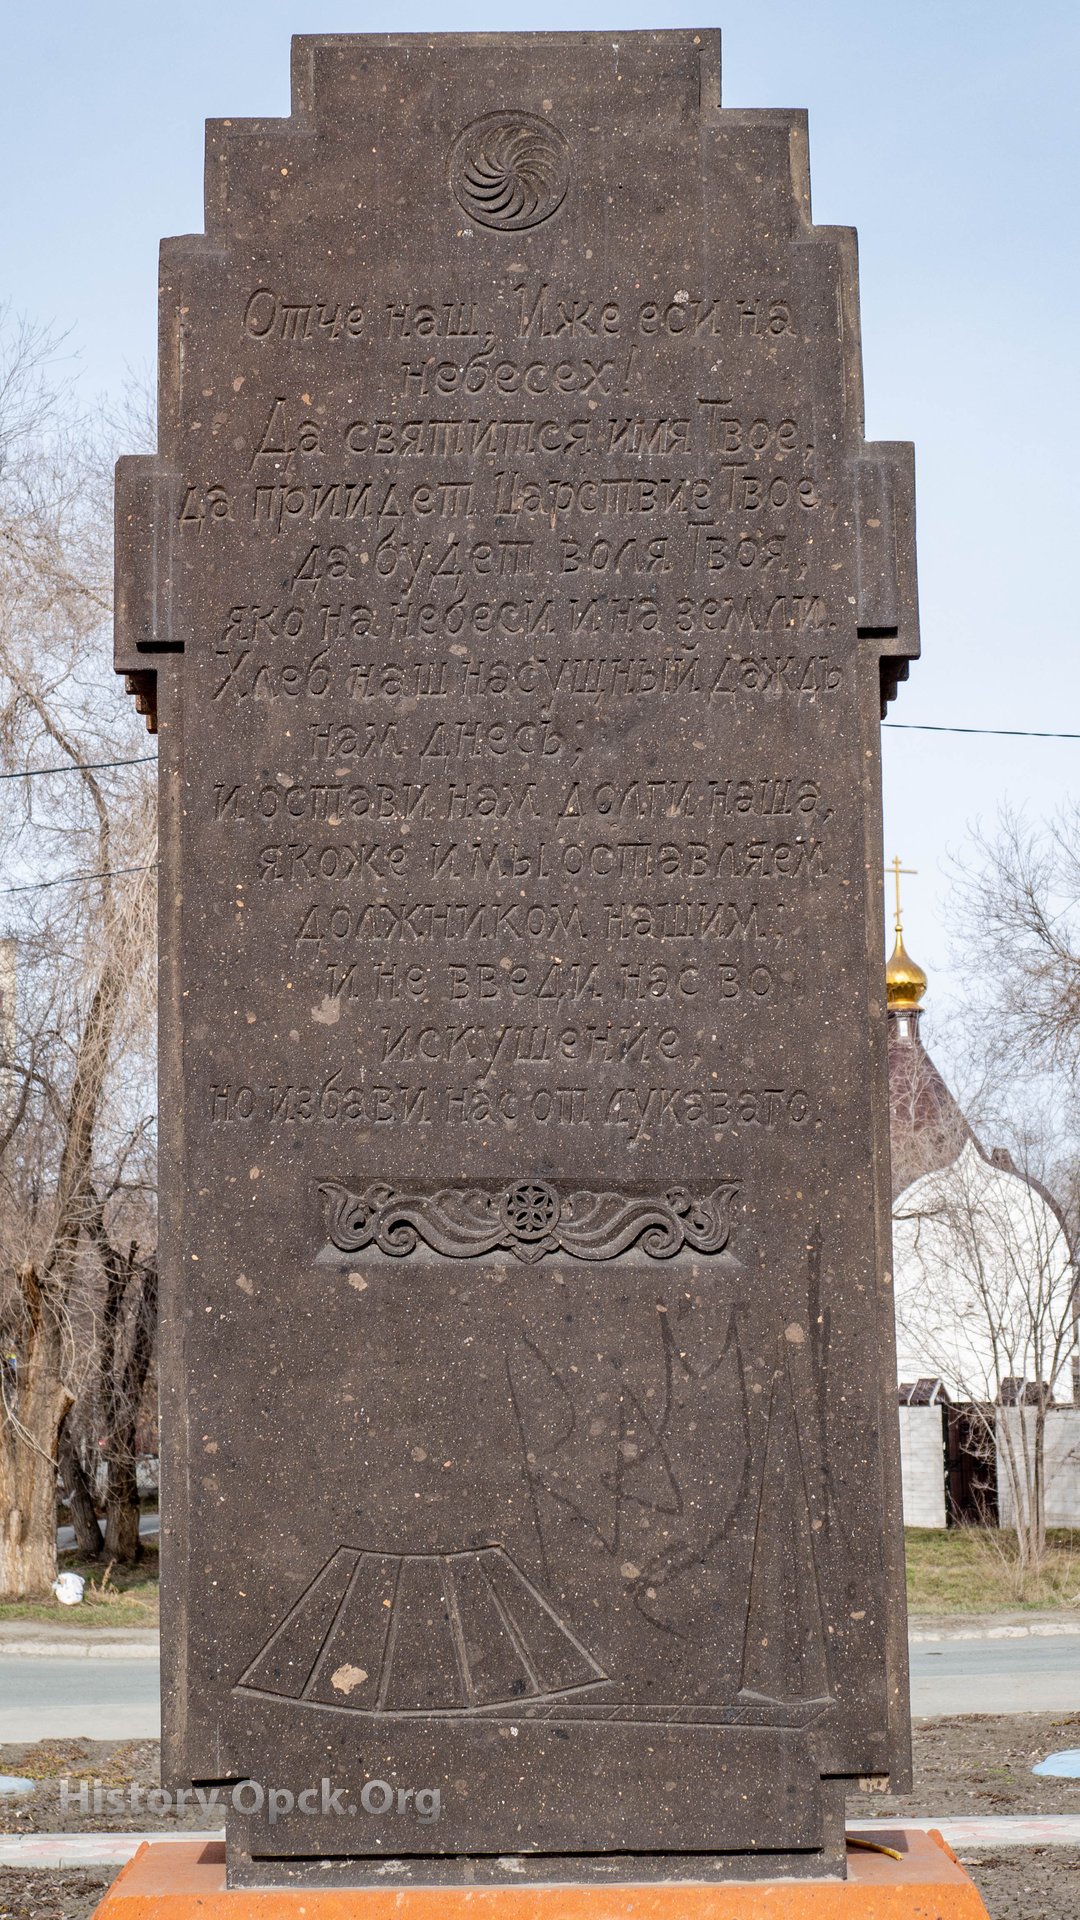 Отче наш, Иже еси на
небесех!
Да святится имя Твое,
да приидет Царствие Твое,
да будет воля Твоя,
яко на небеси и на земли.
Хлеб наш насущный даждь
нам днесь;
и остави нам долги наша,
якоже и мы оставляем
должником нашим;
и не введи нас во
искушение,
но избави нас от лукаваго.
History.Opck.Org